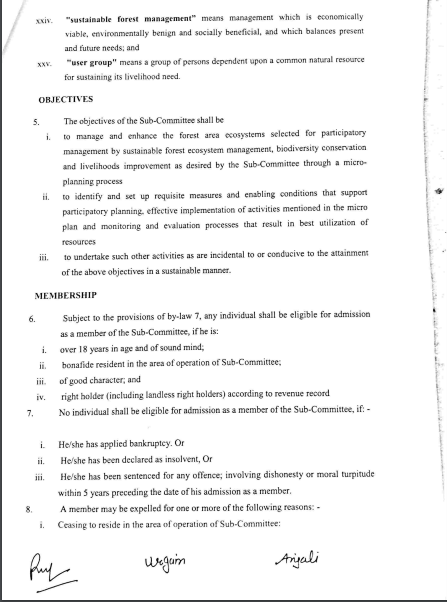 xxiv. "sustainable forest management" means management which is economically
viable, environmentally benign and socially beneficial, and which balances present
and future needs; and
xxv. "user group" means a group of persons dependent upon a common natural resource
for sustaining its livelihood need.
OBJECTIVES
5. The objectives of the Sub-Committee shall be
i. to manage and enhance the forest area ecosystems selected for participatory
management by sustainable forest ecosystem management, biodiversity conservation
and livelihoods improvement as desired by the Sub-Committee through a micro-
planning process
ii. to identify and set up requisite measures and enabling conditions that support
participatory planning, effective implementation of activities mentioned in the micro
plan and monitoring and evaluation processes that result in best utilization of
resources
iii. to undertake such other activities as are incidental to or conducive to the attainment
of the above objectives in a sustainable manner.
MEMBERSHIP
6. Subject to the provisions of by-law 7, any individual shall be eligible for admission
as a member of the Sub-Committee, if he is:
i. over 18 years in age and of sound mind;
ii. bonafide resident in the area of operation of Sub-Committee;
iii. of good character; and
iv. right holder (including landless right holders) according to revenue record
7. No individual shall be eligible for admission as a member of the Sub-Committee, if: -
i. He/she has applied bankruptcy. Or
ii. He/she has been declared as insolvent, Or
iii. He/she has been sentenced for any offence; involving dishonesty or moral turpitude
within 5 years preceding the date of his admission as a member.
8. A member may be expelled for one or more of the following reasons: -
i. Ceasing to reside in the area of operation of Sub-Committee:
Anjali